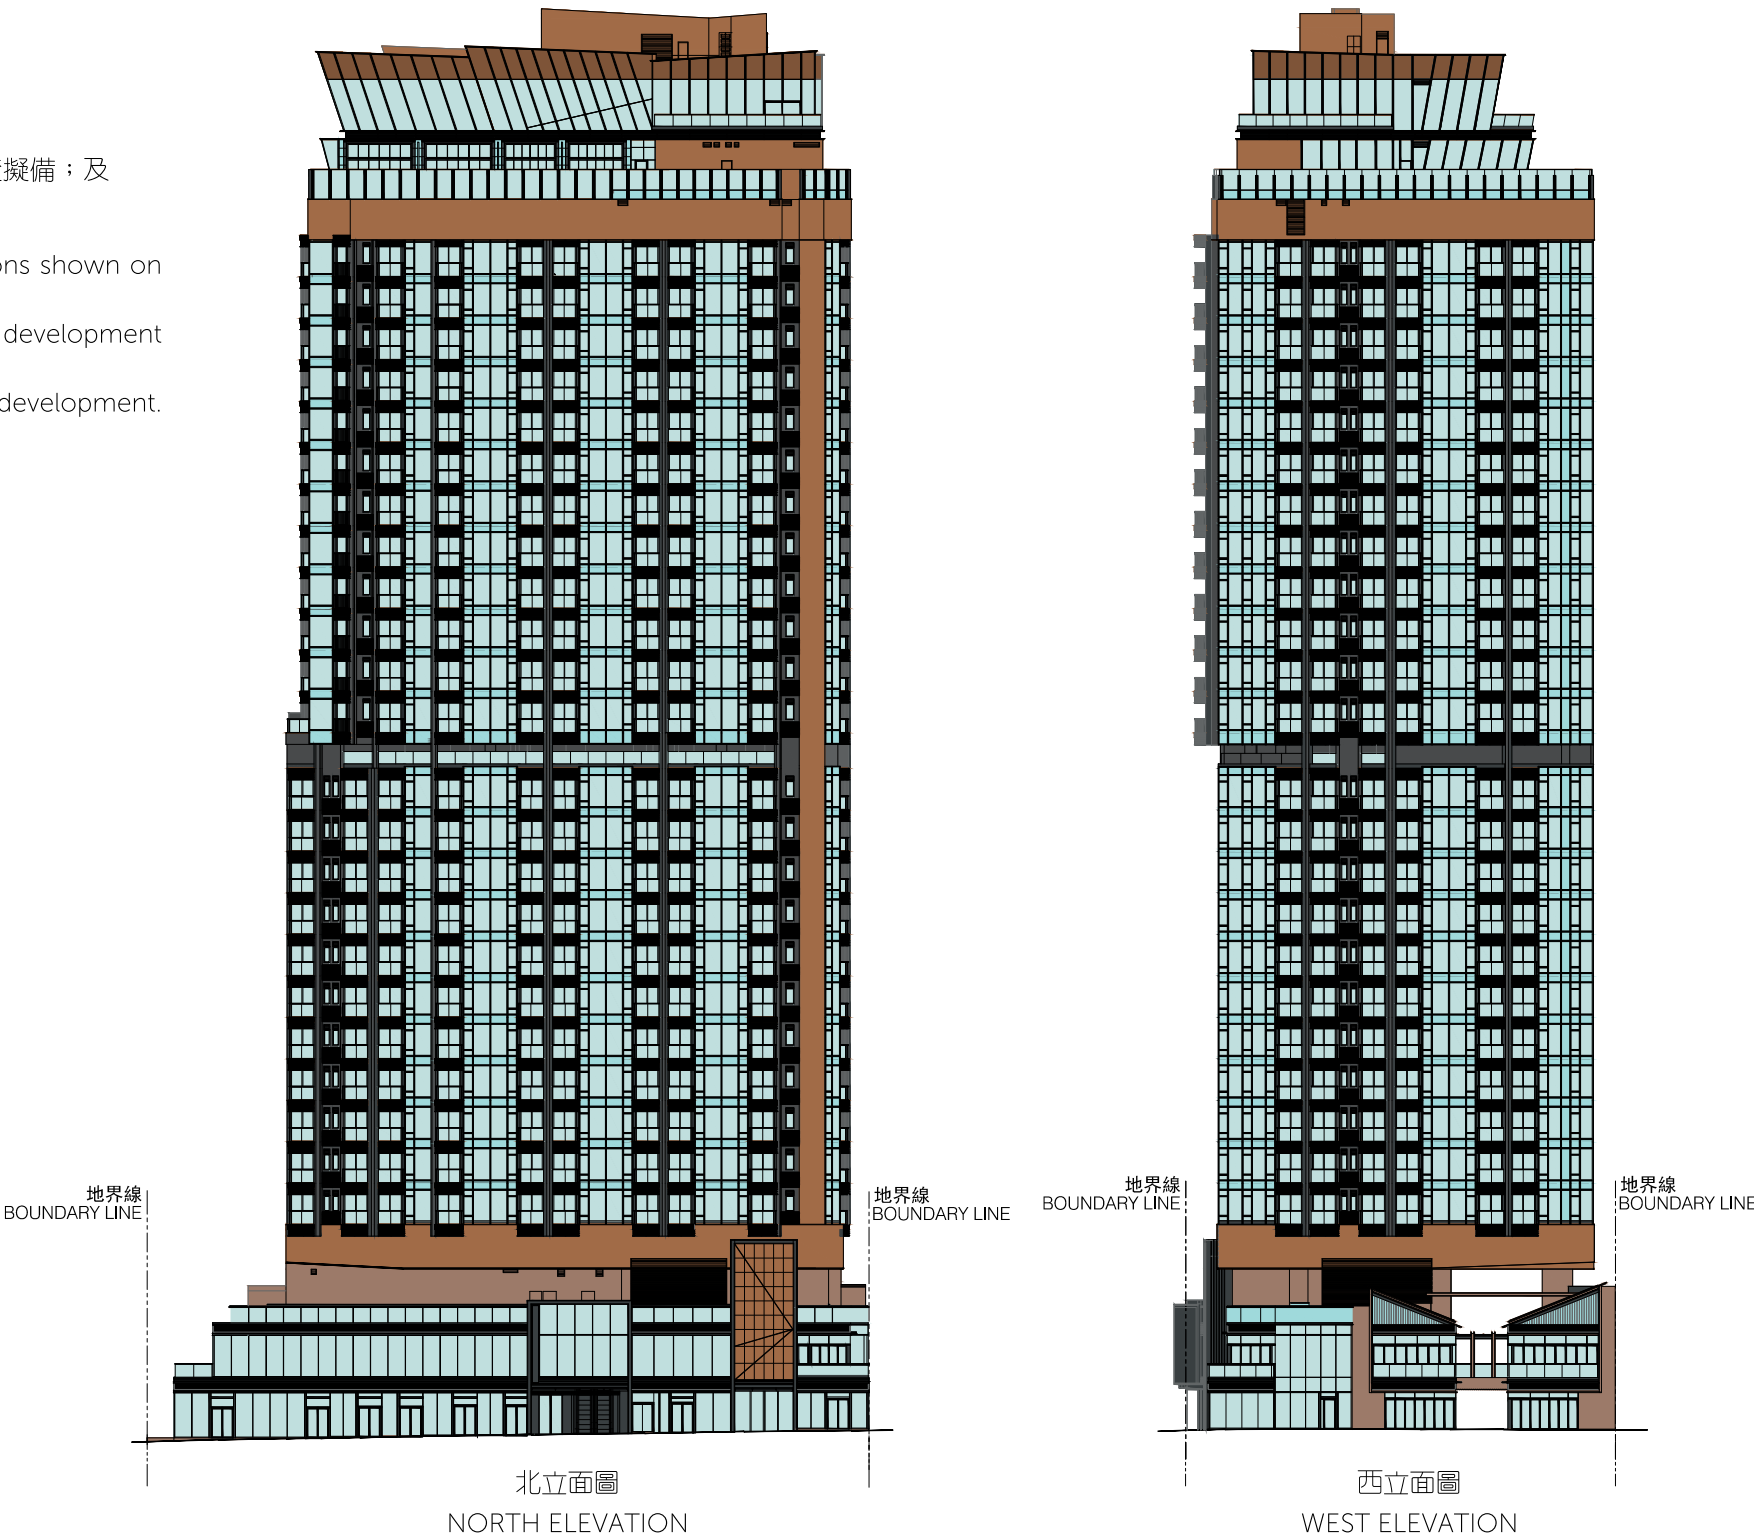 擬備；及
ons shown on
development
development.
地界線
BOUNDARY LINE
地界線
BOUNDARY LINE
地界線
BOUNDARY LINE
地界線
BOUNDARY LINE
北立面圖
NORTH ELEVATION
西立面圖
WEST ELEVATION